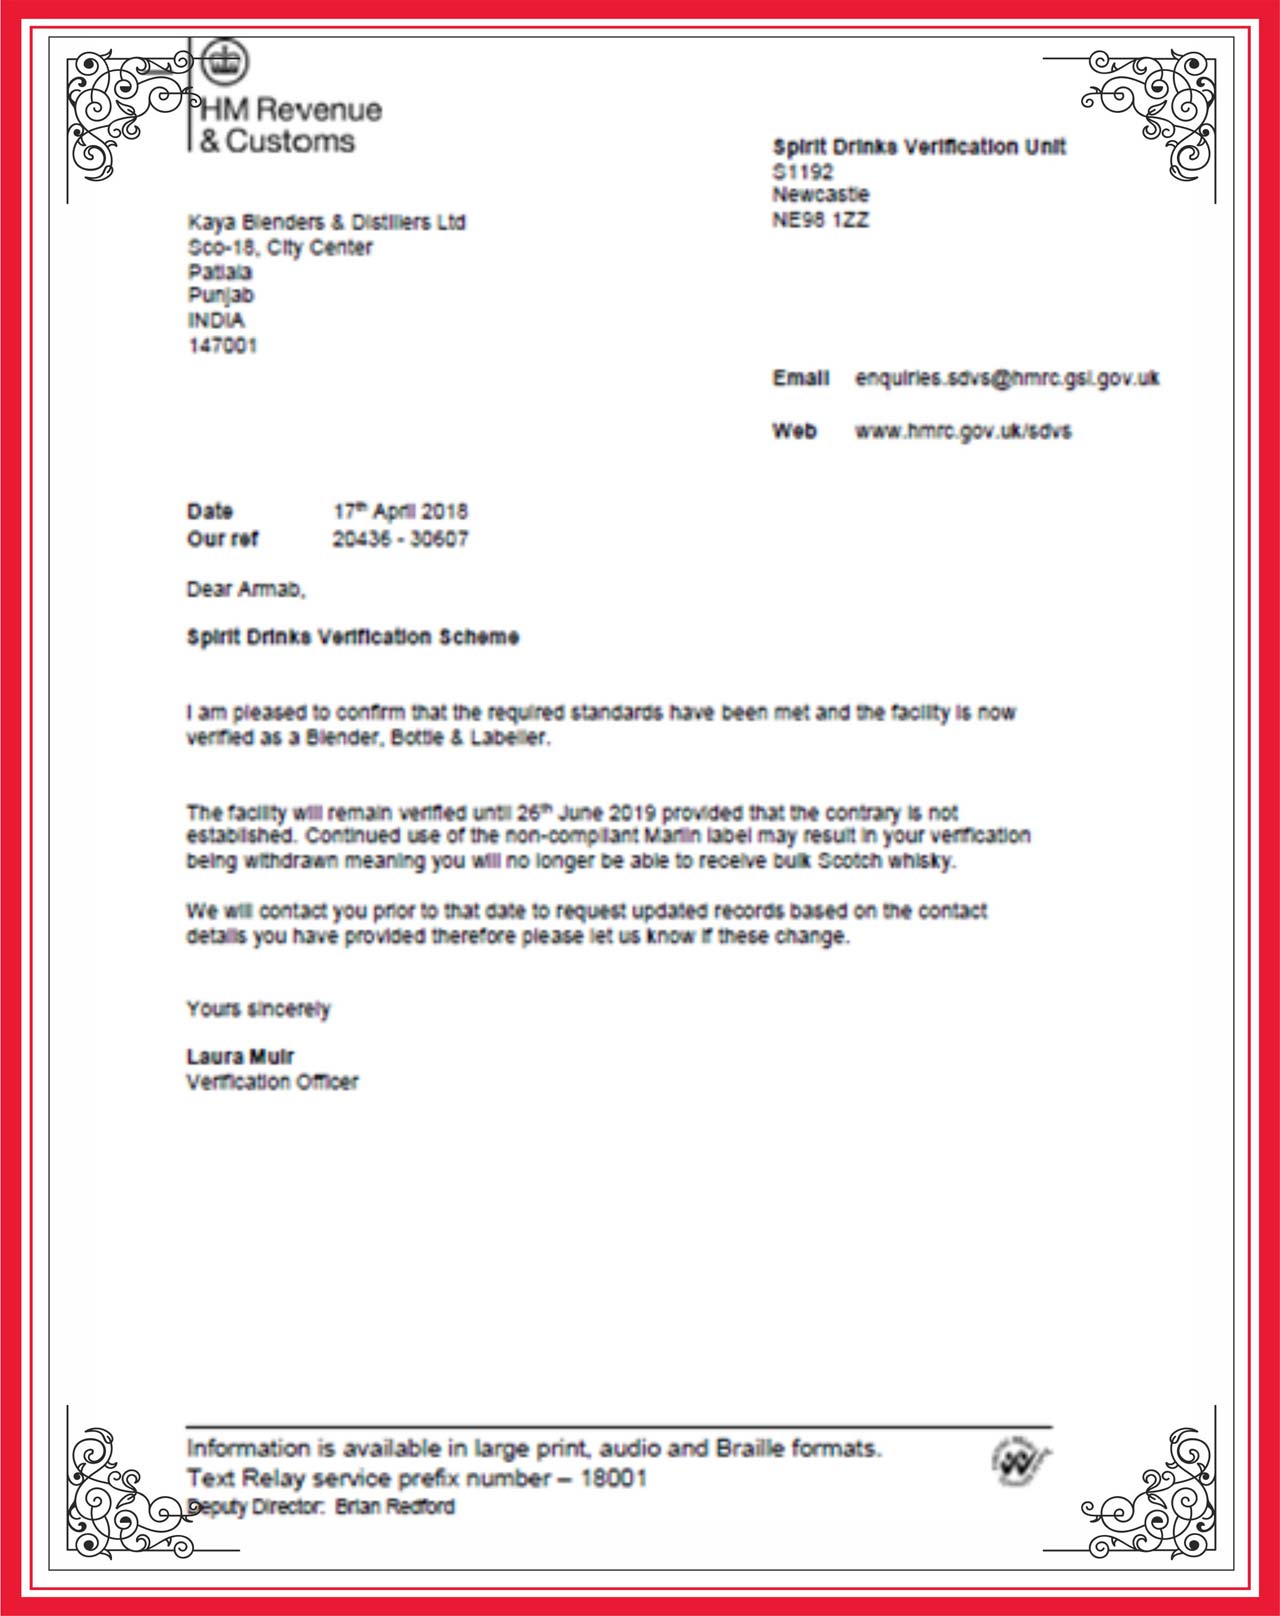 HM Revenue
& Customs
Spirit Drinks Verification Unit
S1192
Newcastle
NE98 1ZZ
Kaya Blenders & Distillers Ltd
Sco-18, City Center
Patiala
Punjab
INDIA
147001
Email enquiries.sdvs@hmrc.gsi.gov.uk
Web www.hmrc.gov.uk/sdvs
Date 17th April 2018
Our ref 20436 - 30607
Dear Arnab,
Spirit Drinks Verification Scheme
I am pleased to confirm that the required standards have been met and the facility is now
verified as a Blender, Bottle & Labeller.
The facility will remain verified until 26th June 2019 provided that the contrary is not
established. Continued use of the non-compliant Marlin label may result in your verification
being withdrawn meaning you will no longer be able to receive bulk Scotch whisky.
We will contact you prior to that date to request updated records based on the contact
details you have provided therefore please let us know if these change.
Yours sincerely
Laura Muir
Verification Officer
Information is available in large print, audio and Braille formats.
Text Relay service prefix number – 18001
Deputy Director: Brian Redford